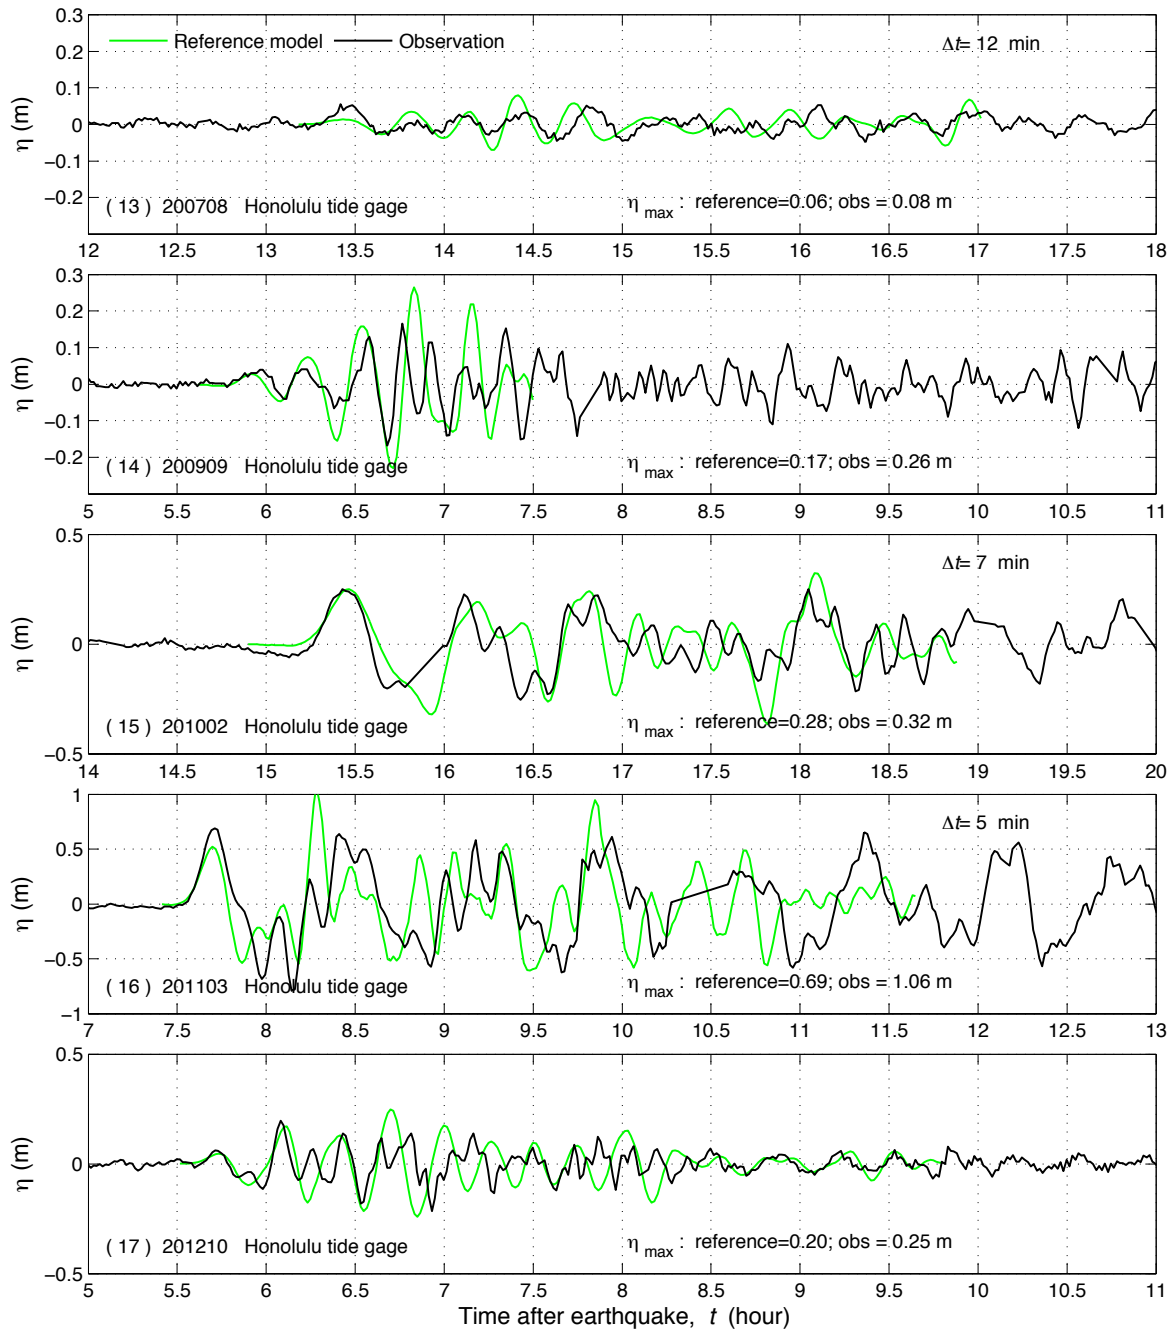 0.3
0.2
0.1
0
−0.1
−0.2
η (m)
Reference model
Observation
Δt= 12 min
( 13 ) 200708 Honolulu tide gage
η max : reference=0.06; obs = 0.08 m
12 12.5 13 13.5 14 14.5 15 15.5 16 16.5 17 17.5 18
0.3
0.2
0.1
0
−0.1
−0.2
η (m)
( 14 ) 200909 Honolulu tide gage
η max : reference=0.17; obs = 0.26 m
5 5.5 6 6.5 7 7.5 8 8.5 9 9.5 10 10.5 11
0.5
0
−0.5
η (m)
Δt= 7 min
( 15 ) 201002 Honolulu tide gage
η max : reference=0.28; obs = 0.32 m
14 14.5 15 15.5 16 16.5 17 17.5 18 18.5 19 19.5 20
1
0.5
0
−0.5
−1
η (m)
Δt= 5 min
( 16 ) 201103 Honolulu tide gage
η max : reference=0.69; obs = 1.06 m
7 7.5 8 8.5 9 9.5 10 10.5 11 11.5 12 12.5 13
0.5
0
−0.5
η (m)
( 17 ) 201210 Honolulu tide gage
η max : reference=0.20; obs = 0.25 m
5 5.5 6 6.5 7 7.5 8 8.5 9 9.5 10 10.5 11
Time after earthquake, t (hour)